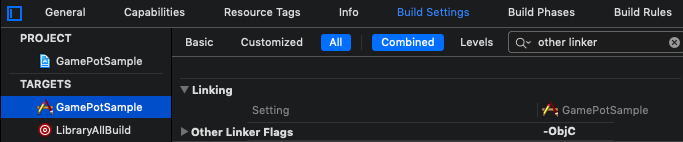 General Capabilities Resource Tags Info Build Settings Build Phases Build Rules
PROJECT
GamePotSample
TARGETS
GamePotSample
LibraryAllBuild
Basic Customized All Combined Levels other linker
Linking
Setting GamePotSample
Other Linker Flags -ObjC